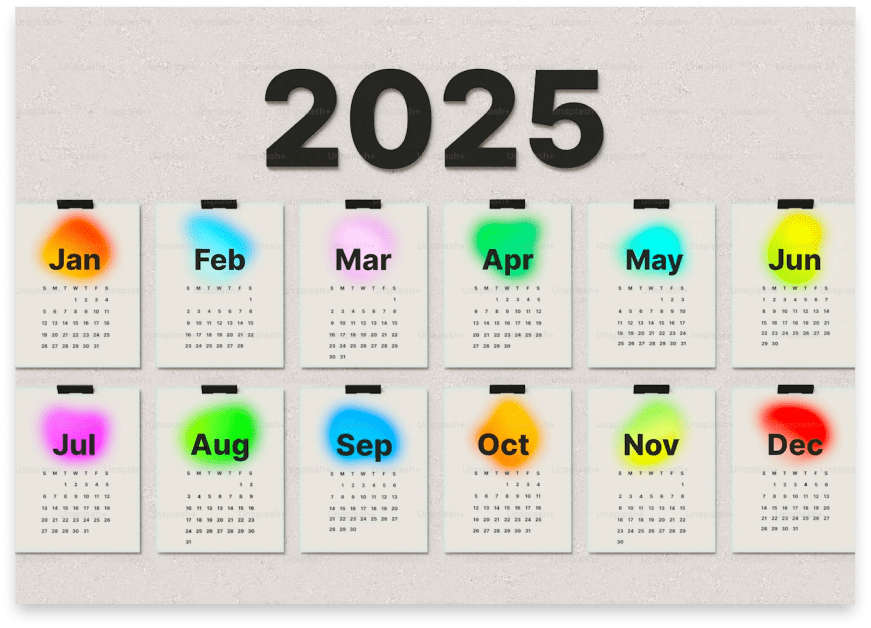 2025
Jan
S M T W T F S
1 2 3 4
5 6 7 8 9 10 11
12 13 14 15 16 17 18
19 20 21 22 23 24 25
26 27 28 29 30 31
Feb
S M T W T F S
1
2 3 4 5 6 7 8
9 10 11 12 13 14 15
16 17 18 19 20 21 22
23 24 25 26 27 28
Mar
S M T W T F S
1
2 3 4 5 6 7 8
9 10 11 12 13 14 15
16 17 18 19 20 21 22
23 24 25 26 27 28 29
30 31
Apr
S M T W T F S
1 2 3 4 5
6 7 8 9 10 11 12
13 14 15 16 17 18 19
20 21 22 23 24 25 26
27 28 29 30
May
S M T W T F S
1 2 3
4 5 6 7 8 9 10
11 12 13 14 15 16 17
18 19 20 21 22 23 24
25 26 27 28 29 30 31
Jun
S M T W T F S
1 2 3 4 5 6 7
8 9 10 11 12 13 14
15 16 17 18 19 20 21
22 23 24 25 26 27 28
29 30
Jul
S M T W T F S
1 2 3 4 5
6 7 8 9 10 11 12
13 14 15 16 17 18 19
20 21 22 23 24 25 26
27 28 29 30 31
Aug
S M T W T F S
1 2
3 4 5 6 7 8 9
10 11 12 13 14 15 16
17 18 19 20 21 22 23
24 25 26 27 28 29 30
31
Sep
S M T W T F S
1 2 3 4 5 6
7 8 9 10 11 12 13
14 15 16 17 18 19 20
21 22 23 24 25 26 27
28 29 30
Oct
S M T W T F S
1 2 3 4
5 6 7 8 9 10 11
12 13 14 15 16 17 18
19 20 21 22 23 24 25
26 27 28 29 30 31
Nov
S M T W T F S
1
2 3 4 5 6 7 8
9 10 11 12 13 14 15
16 17 18 19 20 21 22
23 24 25 26 27 28 29
30
Dec
S M T W T F S
1 2 3 4 5 6
7 8 9 10 11 12 13
14 15 16 17 18 19 20
21 22 23 24 25 26 27
28 29 30 31
Unsplash+